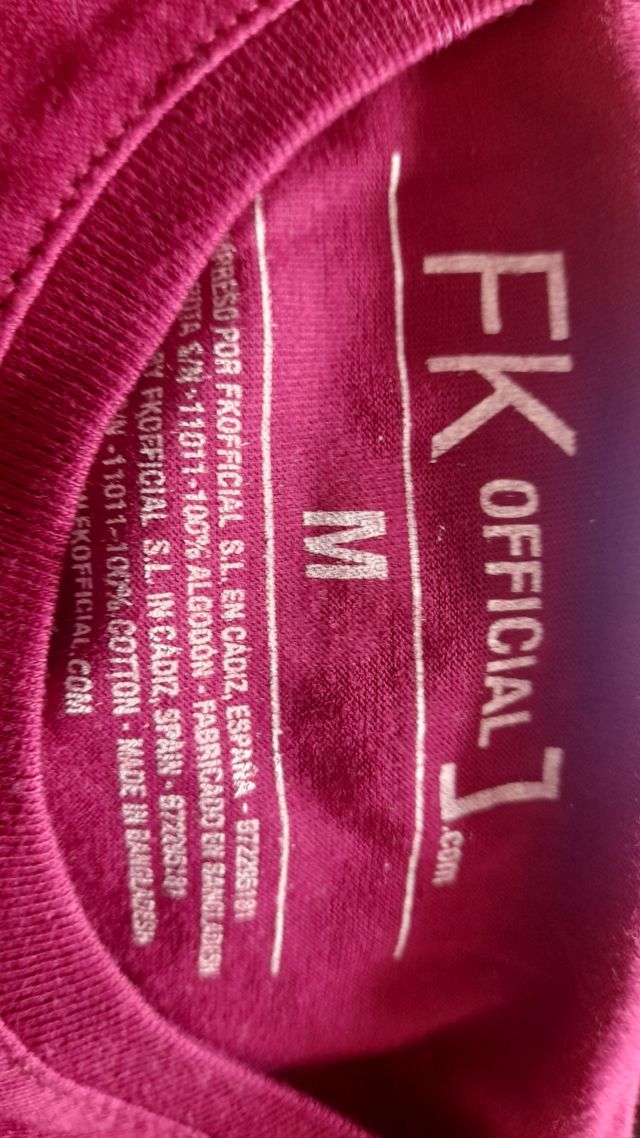 FK OFFICIAL ]
.com
M
PRESO POR FKOFFICIAL S.L. EN CÁDIZ, ESPAÑA ·
S/N · 11011 · 100% ALGODÓN · FABRICADO EN BANGLADESH
BY FKOFFICIAL S.L. IN CÁDIZ, SPAIN ·
11011 · 100% COTTON · MADE IN BANGLADESH
FKOFFICIAL.COM